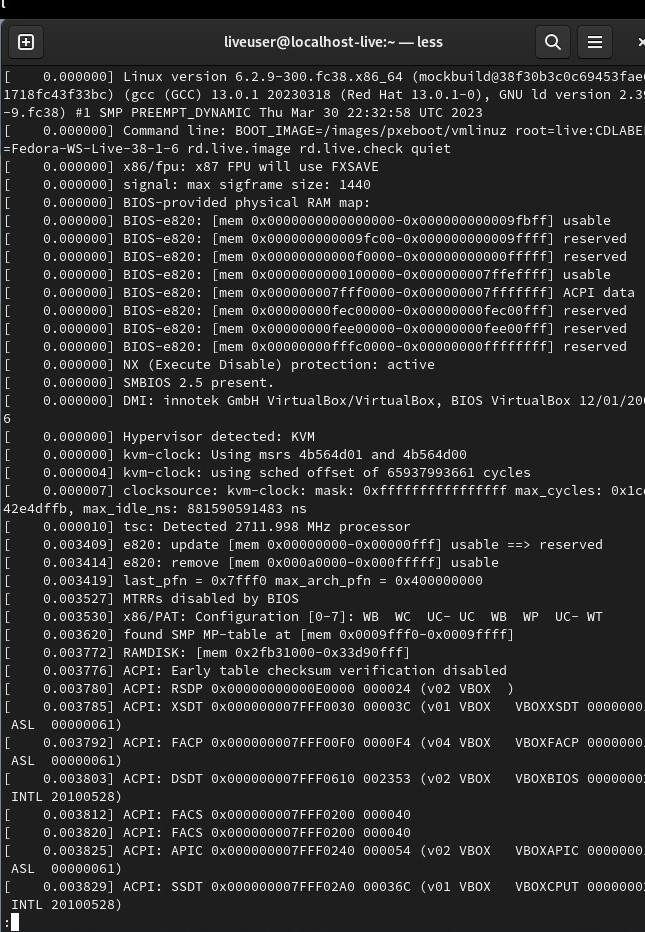 liveuser@localhost-live:~ — less
[    0.000000] Linux version 6.2.9-300.fc38.x86_64 (mockbuild@38f30b3c0c69453fae
1718fc43f33bc) (gcc (GCC) 13.0.1 20230318 (Red Hat 13.0.1-0), GNU ld version 2.39
-9.fc38) #1 SMP PREEMPT_DYNAMIC Thu Mar 30 22:32:58 UTC 2023
[    0.000000] Command line: BOOT_IMAGE=/images/pxeboot/vmlinuz root=live:CDLABEL
=Fedora-WS-Live-38-1-6 rd.live.image rd.live.check quiet
[    0.000000] x86/fpu: x87 FPU will use FXSAVE
[    0.000000] signal: max sigframe size: 1440
[    0.000000] BIOS-provided physical RAM map:
[    0.000000] BIOS-e820: [mem 0x0000000000000000-0x000000000009fbff] usable
[    0.000000] BIOS-e820: [mem 0x000000000009fc00-0x000000000009ffff] reserved
[    0.000000] BIOS-e820: [mem 0x00000000000f0000-0x00000000000fffff] reserved
[    0.000000] BIOS-e820: [mem 0x0000000000100000-0x000000007ffeffff] usable
[    0.000000] BIOS-e820: [mem 0x000000007fff0000-0x000000007fffffff] ACPI data
[    0.000000] BIOS-e820: [mem 0x00000000fec00000-0x00000000fec00fff] reserved
[    0.000000] BIOS-e820: [mem 0x00000000fee00000-0x00000000fee00fff] reserved
[    0.000000] BIOS-e820: [mem 0x00000000fffc0000-0x00000000ffffffff] reserved
[    0.000000] NX (Execute Disable) protection: active
[    0.000000] SMBIOS 2.5 present.
[    0.000000] DMI: innotek GmbH VirtualBox/VirtualBox, BIOS VirtualBox 12/01/200
6
[    0.000000] Hypervisor detected: KVM
[    0.000000] kvm-clock: Using msrs 4b564d01 and 4b564d00
[    0.000004] kvm-clock: using sched offset of 65937993661 cycles
[    0.000007] clocksource: kvm-clock: mask: 0xffffffffffffffff max_cycles: 0x1c
42e4dffb, max_idle_ns: 881590591483 ns
[    0.000010] tsc: Detected 2711.998 MHz processor
[    0.003409] e820: update [mem 0x00000000-0x00000fff] usable ==> reserved
[    0.003414] e820: remove [mem 0x000a0000-0x000fffff] usable
[    0.003419] last_pfn = 0x7fff0 max_arch_pfn = 0x400000000
[    0.003527] MTRRs disabled by BIOS
[    0.003530] x86/PAT: Configuration [0-7]: WB  WC  UC- UC  WB  WP  UC- WT
[    0.003620] found SMP MP-table at [mem 0x0009fff0-0x0009ffff]
[    0.003772] RAMDISK: [mem 0x2fb31000-0x33d90fff]
[    0.003776] ACPI: Early table checksum verification disabled
[    0.003780] ACPI: RSDP 0x00000000000E0000 000024 (v02 VBOX  )
[    0.003785] ACPI: XSDT 0x000000007FFF0030 00003C (v01 VBOX   VBOXXSDT 0000000
ASL  00000061)
[    0.003792] ACPI: FACP 0x000000007FFF00F0 0000F4 (v04 VBOX   VBOXFACP 0000000
ASL  00000061)
[    0.003803] ACPI: DSDT 0x000000007FFF0610 002353 (v02 VBOX   VBOXBIOS 0000000
INTL 20100528)
[    0.003812] ACPI: FACS 0x000000007FFF0200 000040
[    0.003820] ACPI: FACS 0x000000007FFF0200 000040
[    0.003825] ACPI: APIC 0x000000007FFF0240 000054 (v02 VBOX   VBOXAPIC 0000000
ASL  00000061)
[    0.003829] ACPI: SSDT 0x000000007FFF02A0 00036C (v01 VBOX   VBOXCPUT 0000000
INTL 20100528)
: